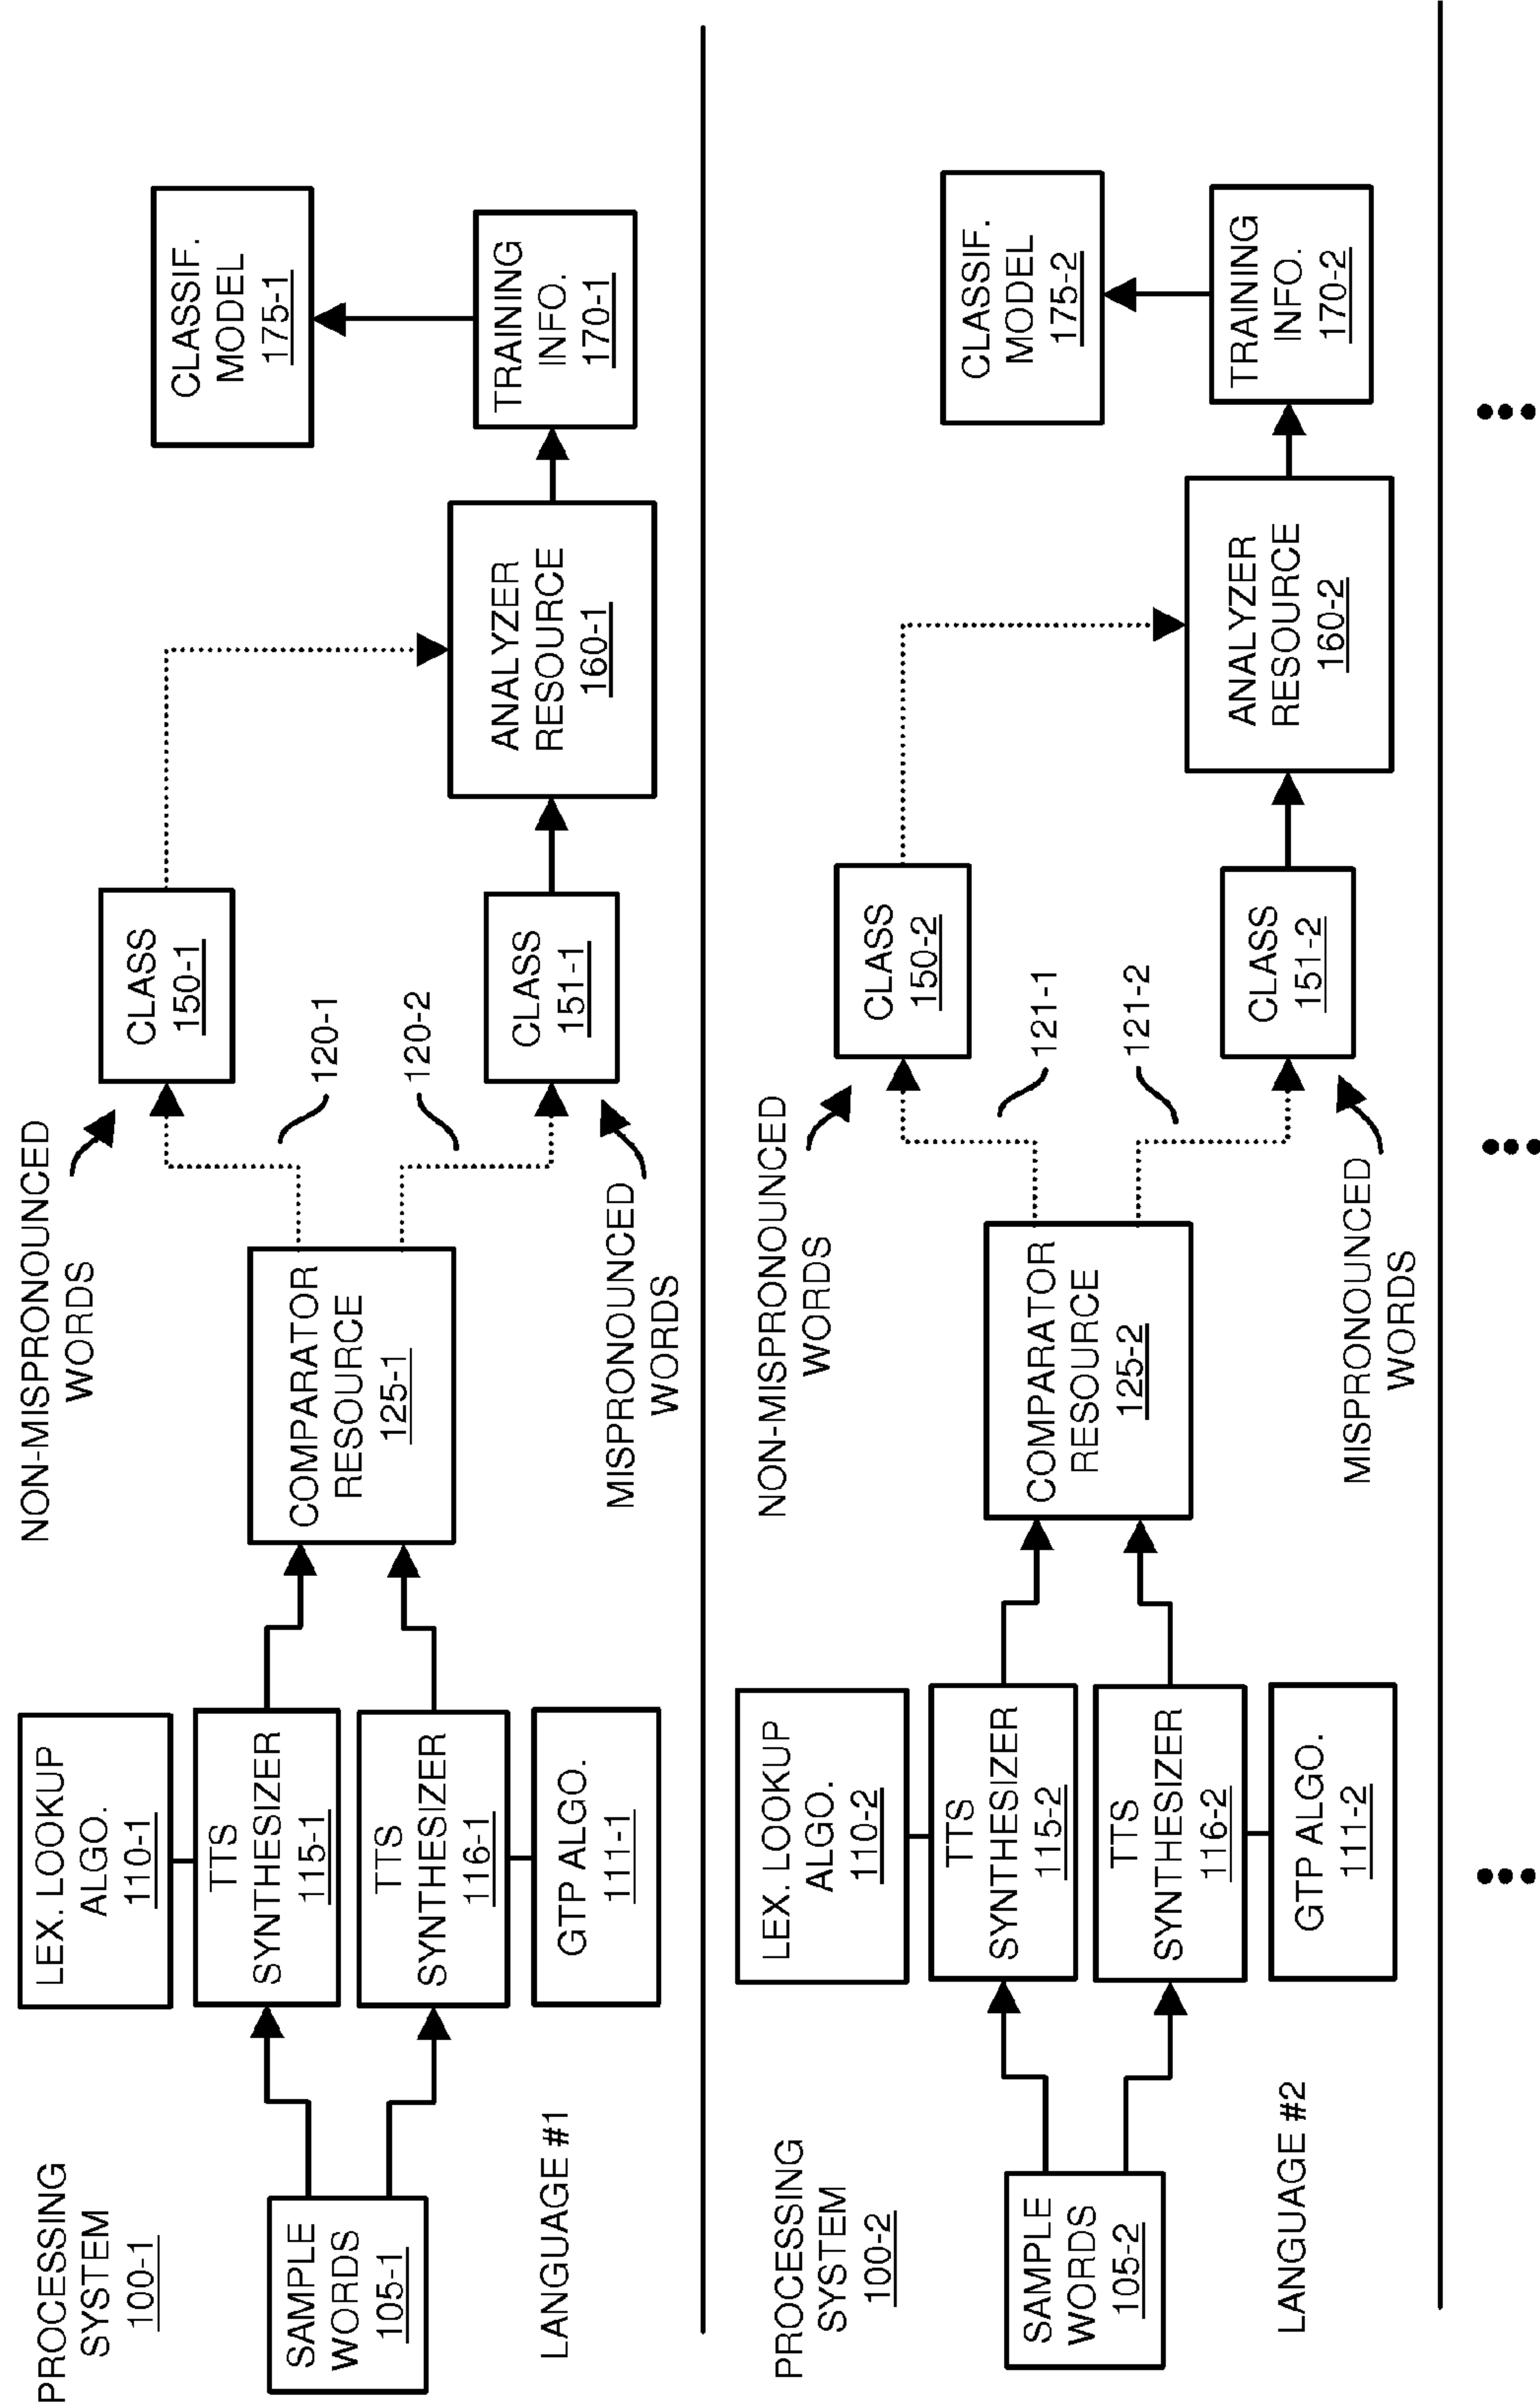 PROCESSING
SYSTEM
100-1
SAMPLE
WORDS
105-1
LANGUAGE #1
LEX. LOOKUP
ALGO.
110-1
TTS
SYNTHESIZER
115-1
TTS
SYNTHESIZER
116-1
GTP ALGO.
111-1
COMPARATOR
RESOURCE
125-1
NON-MISPRONOUNCED
WORDS
MISPRONOUNCED
WORDS
120-1
120-2
CLASS
150-1
CLASS
151-1
ANALYZER
RESOURCE
160-1
TRAINING
INFO.
170-1
CLASSIF.
MODEL
175-1
PROCESSING
SYSTEM
100-2
SAMPLE
WORDS
105-2
LANGUAGE #2
LEX. LOOKUP
ALGO.
110-2
TTS
SYNTHESIZER
115-2
TTS
SYNTHESIZER
116-2
GTP ALGO.
111-2
COMPARATOR
RESOURCE
125-2
NON-MISPRONOUNCED
WORDS
MISPRONOUNCED
WORDS
121-1
121-2
CLASS
150-2
CLASS
151-2
ANALYZER
RESOURCE
160-2
TRAINING
INFO.
170-2
CLASSIF.
MODEL
175-2